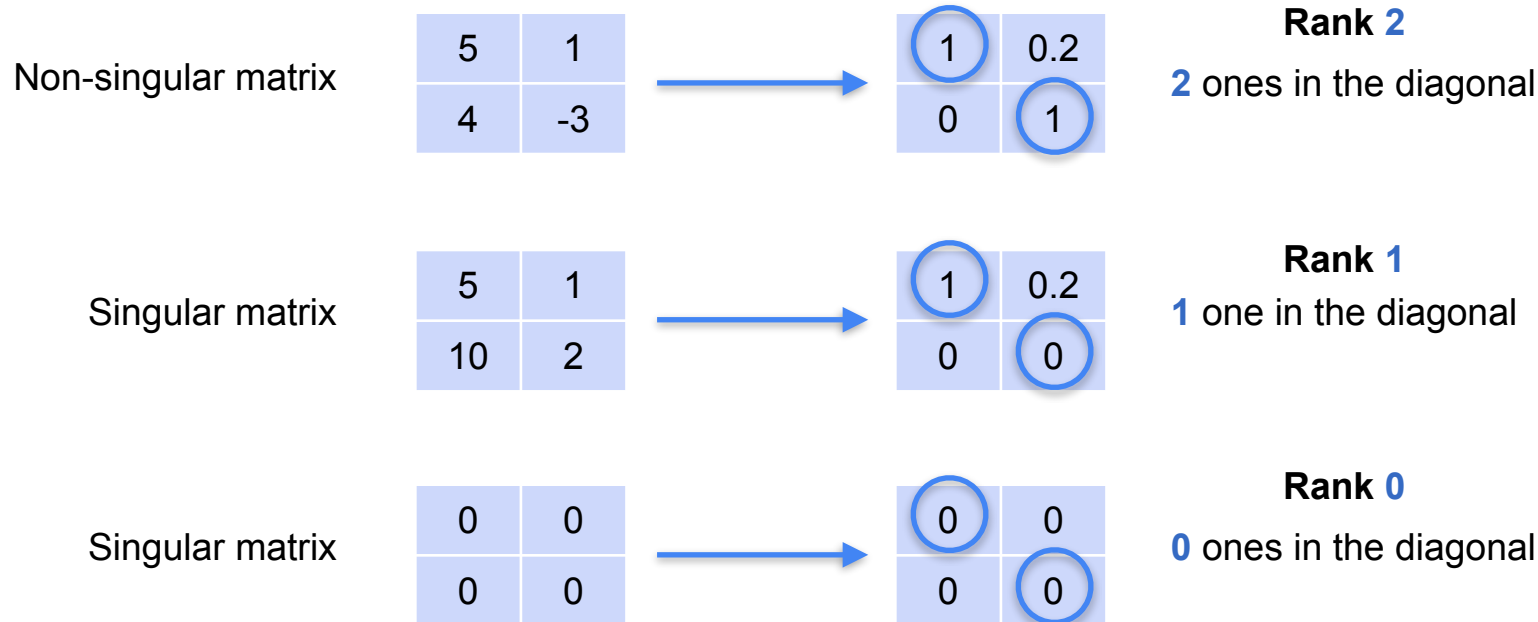 Rank 2
5 1 1 0.2
Non-singular matrix
2 ones in the diagonal
4 -3 0 1
Rank 1
5 1 1 0.2
Singular matrix
1 one in the diagonal
10 2 0 0
Rank 0
0 0 0 0
Singular matrix
0 ones in the diagonal
0 0 0 0